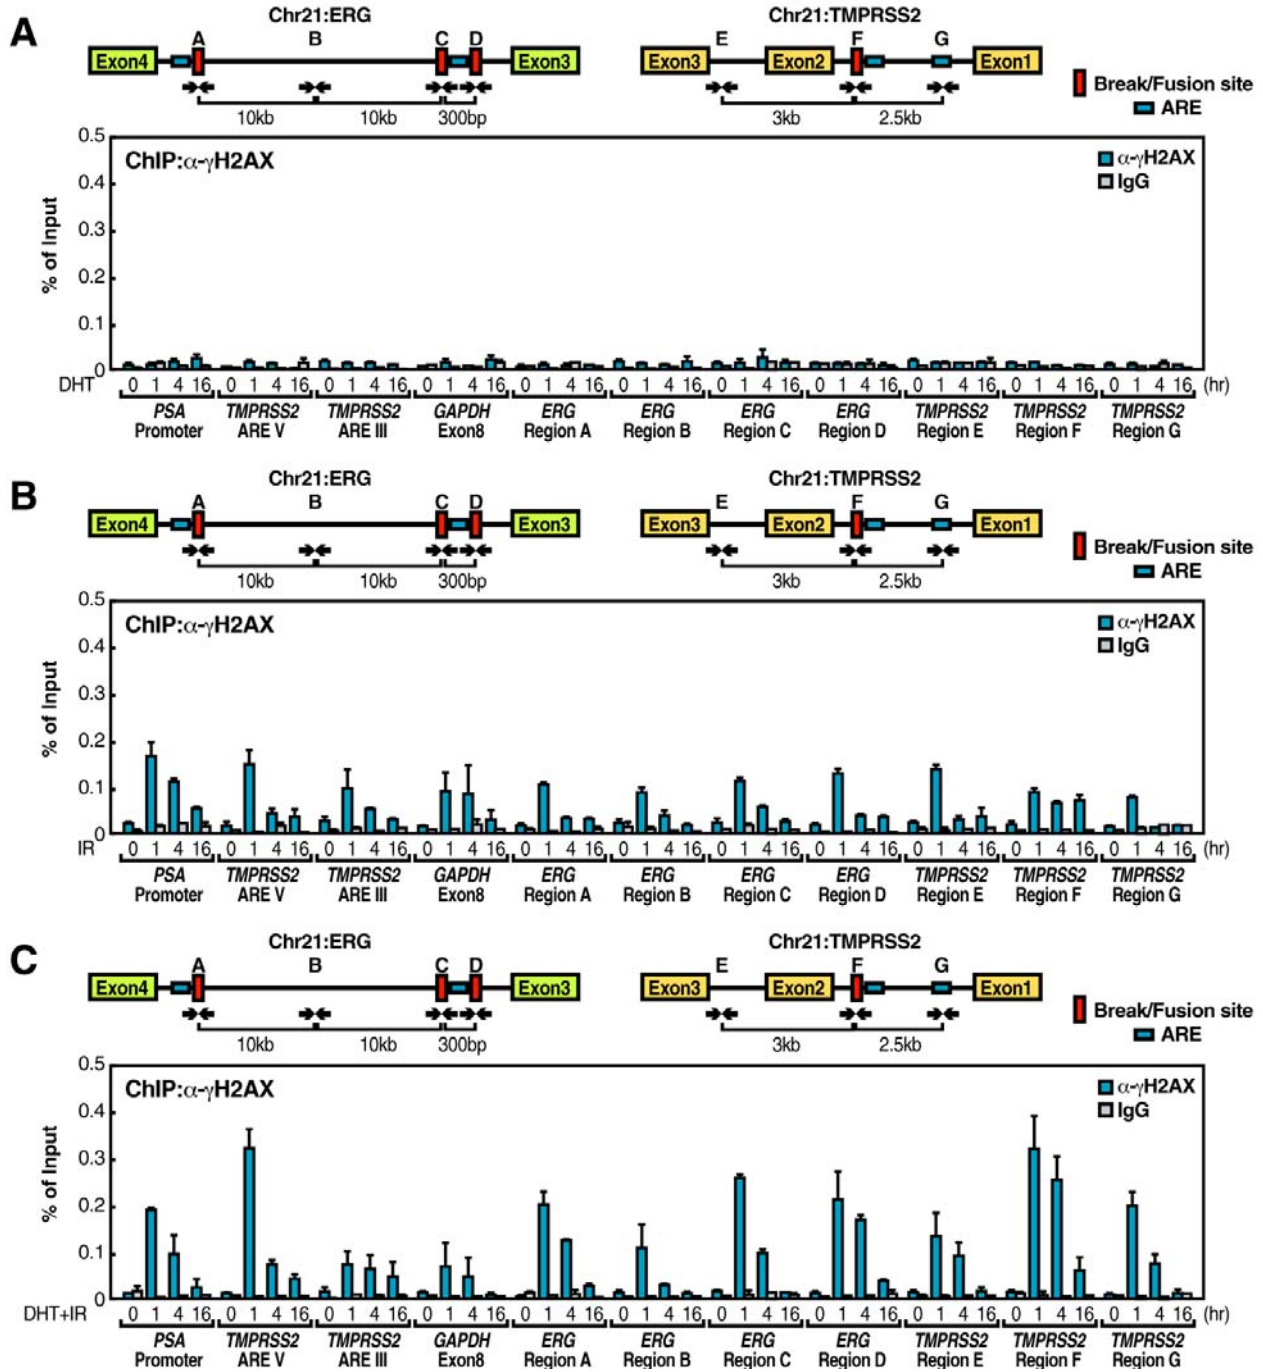 A
Chr21:ERG
Chr21:TMPRSS2
A B C D E F G
Exon4 Exon3 Exon3 Exon2 Exon1
10kb 10kb 300bp 3kb 2.5kb
Break/Fusion site
ARE
ChIP:α-γH2AX
α-γH2AX
IgG
% of Input
0.5
0.4
0.3
0.2
0.1
0
DHT 0 1 4 16 0 1 4 16 0 1 4 16 0 1 4 16 0 1 4 16 0 1 4 16 0 1 4 16 0 1 4 16 0 1 4 16 0 1 4 16 0 1 4 16 (hr)
PSA TMPRSS2 TMPRSS2 GAPDH ERG ERG ERG ERG TMPRSS2 TMPRSS2 TMPRSS2
Promoter ARE V ARE III Exon8 Region A Region B Region C Region D Region E Region F Region G
B
Chr21:ERG
Chr21:TMPRSS2
A B C D E F G
Exon4 Exon3 Exon3 Exon2 Exon1
10kb 10kb 300bp 3kb 2.5kb
Break/Fusion site
ARE
ChIP:α-γH2AX
α-γH2AX
IgG
% of Input
0.5
0.4
0.3
0.2
0.1
0
IR 0 1 4 16 0 1 4 16 0 1 4 16 0 1 4 16 0 1 4 16 0 1 4 16 0 1 4 16 0 1 4 16 0 1 4 16 0 1 4 16 0 1 4 16 (hr)
PSA TMPRSS2 TMPRSS2 GAPDH ERG ERG ERG ERG TMPRSS2 TMPRSS2 TMPRSS2
Promoter ARE V ARE III Exon8 Region A Region B Region C Region D Region E Region F Region G
C
Chr21:ERG
Chr21:TMPRSS2
A B C D E F G
Exon4 Exon3 Exon3 Exon2 Exon1
10kb 10kb 300bp 3kb 2.5kb
Break/Fusion site
ARE
ChIP:α-γH2AX
α-γH2AX
IgG
% of Input
0.5
0.4
0.3
0.2
0.1
0
DHT+IR 0 1 4 16 0 1 4 16 0 1 4 16 0 1 4 16 0 1 4 16 0 1 4 16 0 1 4 16 0 1 4 16 0 1 4 16 0 1 4 16 0 1 4 16 (hr)
PSA TMPRSS2 TMPRSS2 GAPDH ERG ERG ERG ERG TMPRSS2 TMPRSS2 TMPRSS2
Promoter ARE V ARE III Exon8 Region A Region B Region C Region D Region E Region F Region G